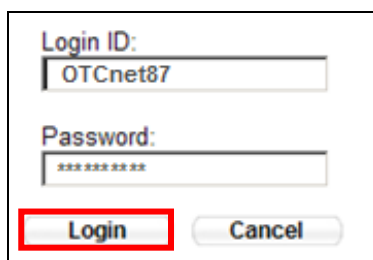 Login ID:
OTCnet87
Password:
**********
Login Cancel